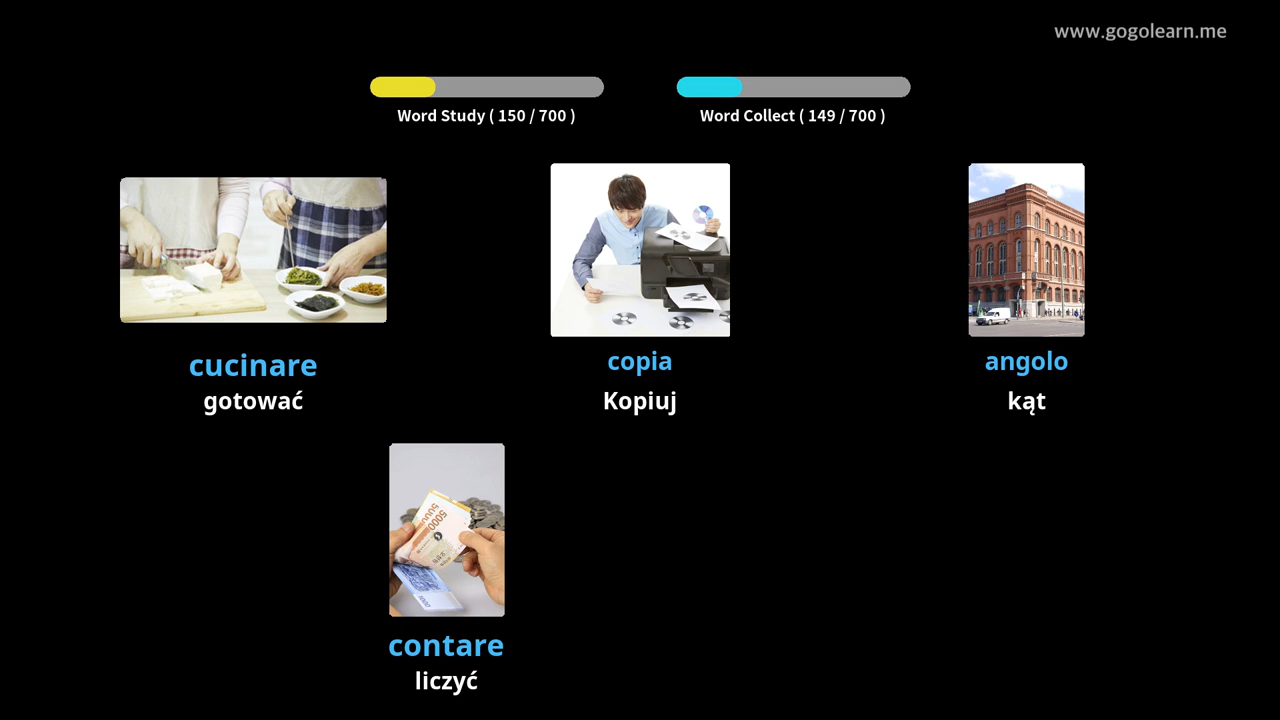 www.gogolearn.me
Word Study ( 150 / 700 )
Word Collect ( 149 / 700 )
cucinare
gotować
copia
Kopiuj
angolo
kąt
5000
contare
liczyć